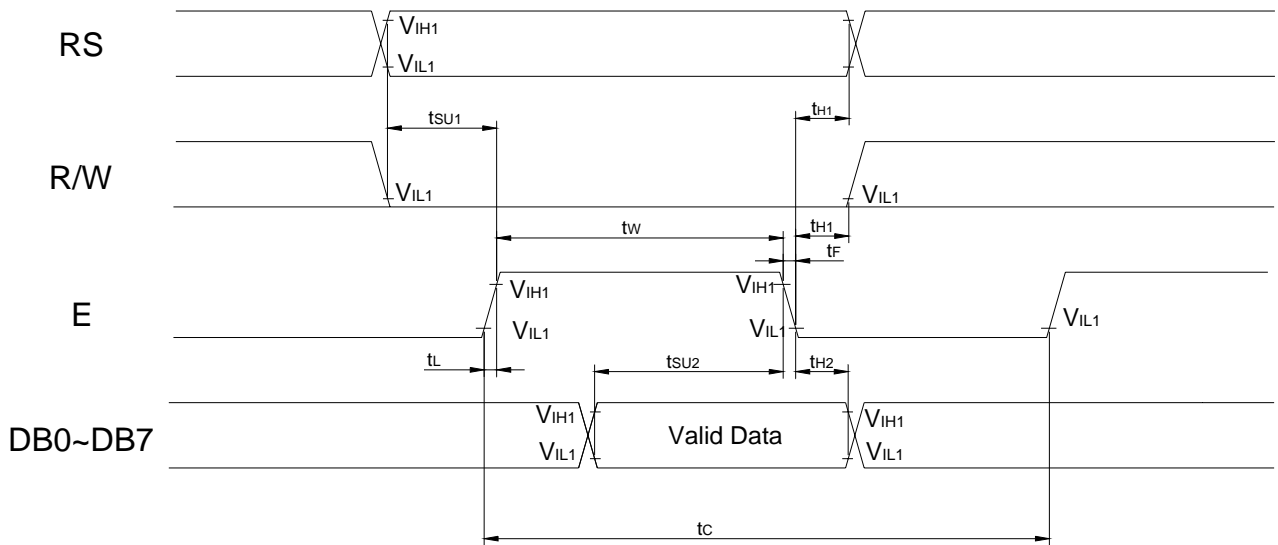 RS
VIH1
VIL1
tSU1
tH1
R/W
VIL1
VIL1
tW
tH1
tF
E
VIH1
VIH1
VIL1
VIL1
VIL1
tL
tSU2
tH2
DB0~DB7
VIH1
Valid Data
VIH1
VIL1
VIL1
tC